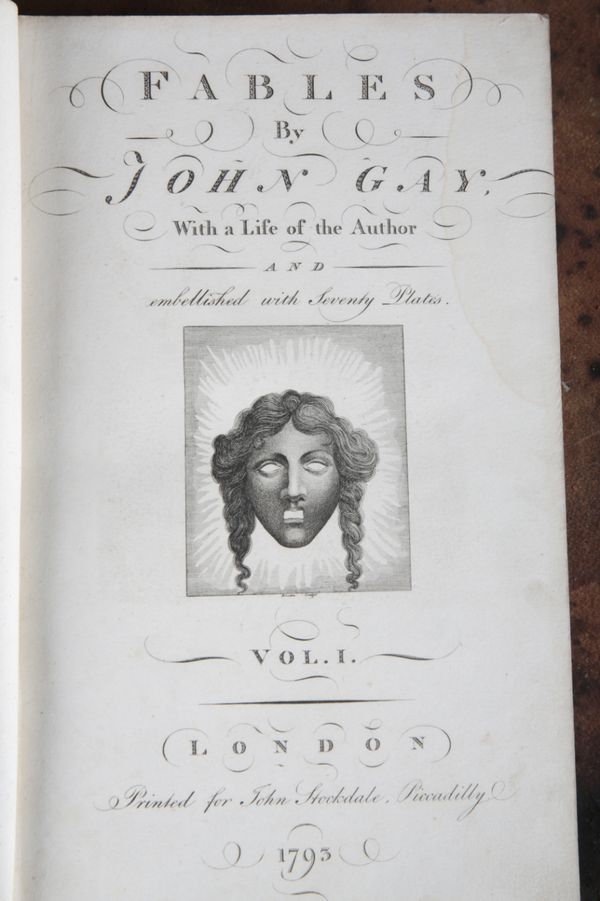 FABLES
By
JOHN GAY,
With a Life of the Author
AND
embellished with Seventy Plates.
VOL. I.
LONDON
Printed for John Stockdale, Piccadilly
1793